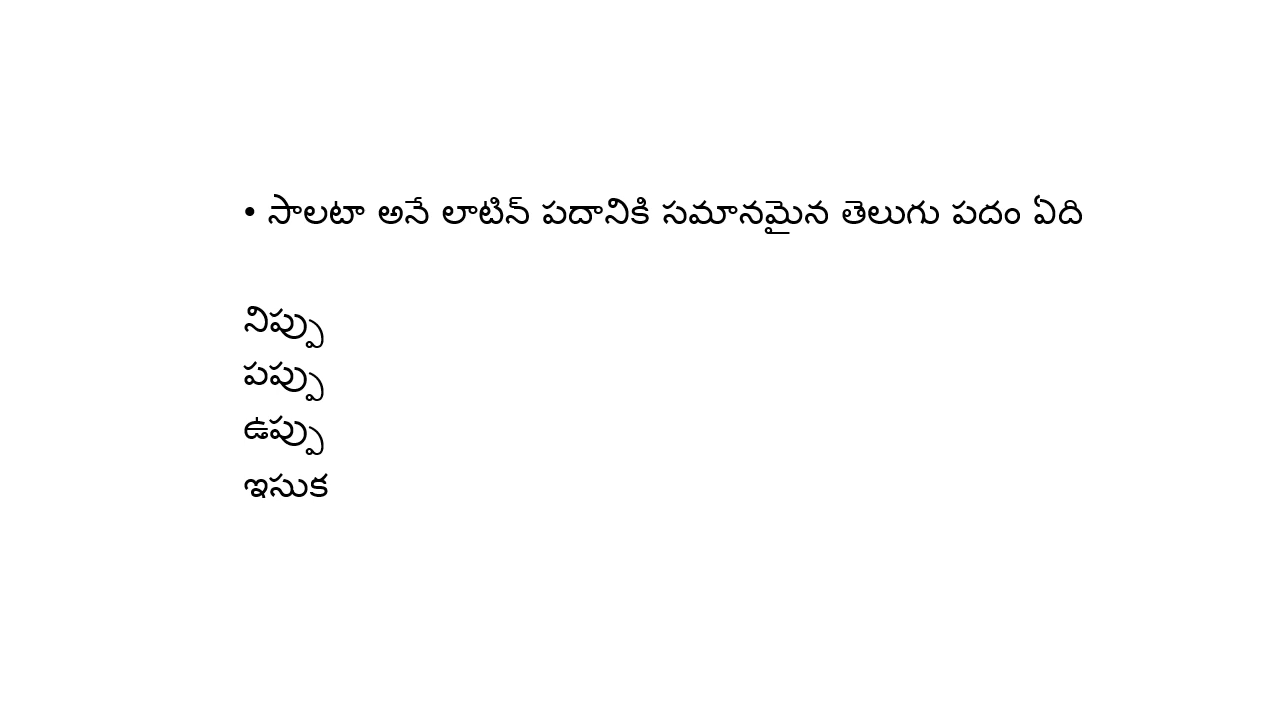 • సాలటా అనే లాటిన్ పదానికి సమానమైన తెలుగు పదం ఏది
నిప్పు
పప్పు
ఉప్పు
ఇసుక